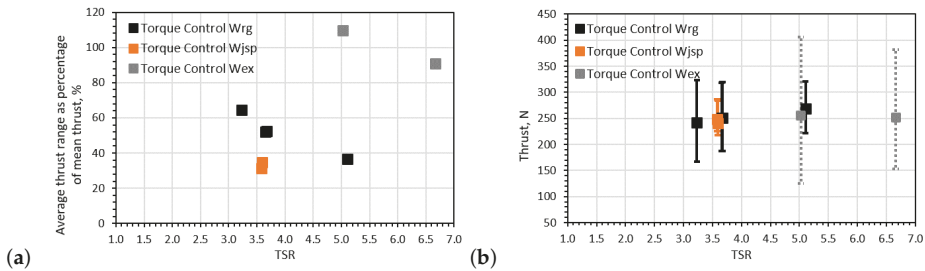 Average thrust range as percentage
of mean thrust, %
120
100
80
60
40
20
0
Torque Control Wrg
Torque Control Wjsp
Torque Control Wex
1.0 1.5 2.0 2.5 3.0 3.5 4.0 4.5 5.0 5.5 6.0 6.5 7.0
TSR
(a)
Thrust, N
450
400
350
300
250
200
150
100
50
Torque Control Wrg
Torque Control Wjsp
Torque Control Wex
1.0 1.5 2.0 2.5 3.0 3.5 4.0 4.5 5.0 5.5 6.0 6.5 7.0
TSR
(b)